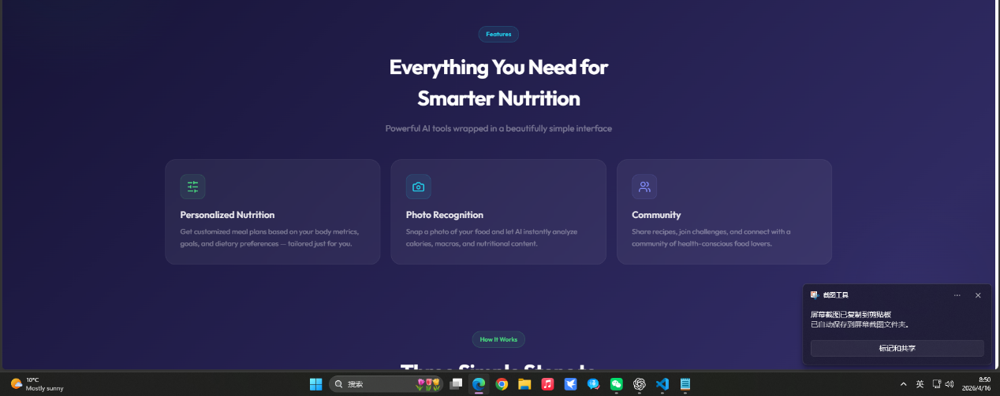 Features
Everything You Need for
Smarter Nutrition
Powerful AI tools wrapped in a beautifully simple interface
Personalized Nutrition
Get customized meal plans based on your body metrics,
goals, and dietary preferences — tailored just for you.
Photo Recognition
Snap a photo of your food and let AI instantly analyze
calories, macros, and nutritional content.
Community
Share recipes, join challenges, and connect with a
community of health-conscious food lovers.
How It Works
Three Simple Steps to
截图工具
屏幕截图已复制到剪贴板
已自动保存到屏幕截图文件夹。
标记和共享
10°C
Mostly sunny
搜索
英
8:50
2026/4/16